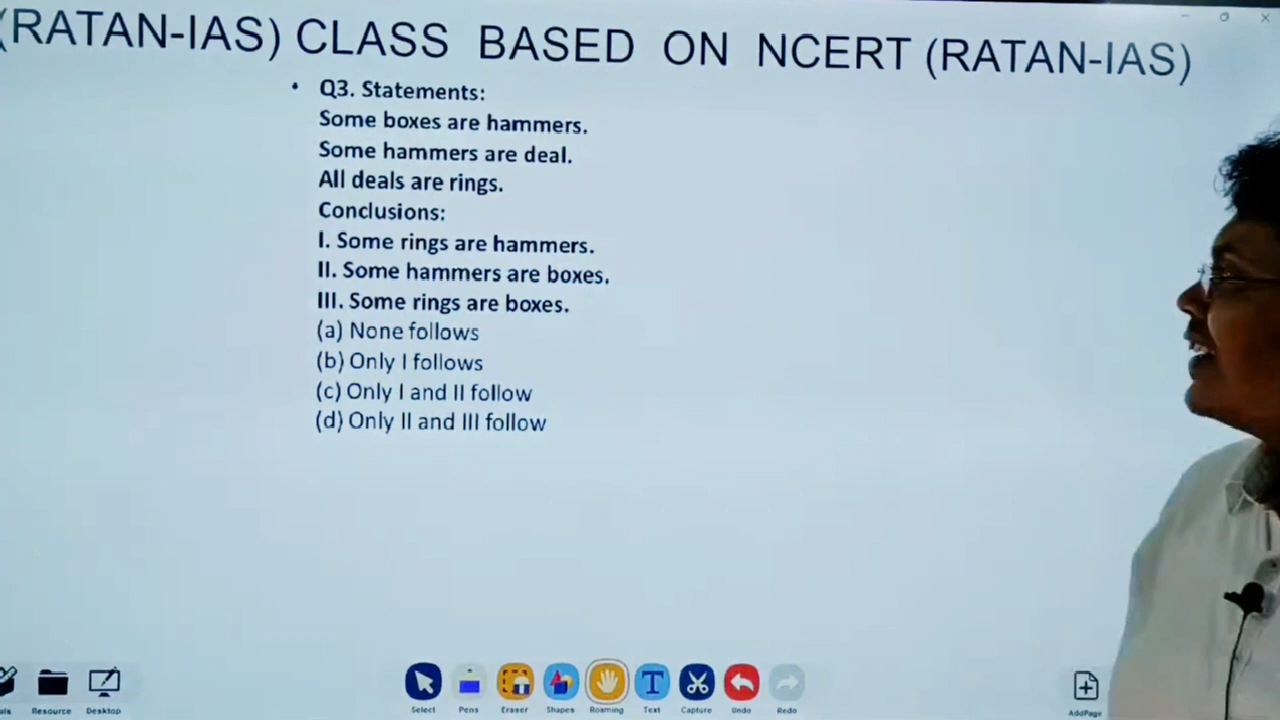 (RATAN-IAS) CLASS BASED ON NCERT (RATAN-IAS)
• Q3. Statements:
Some boxes are hammers.
Some hammers are deal.
All deals are rings.
Conclusions:
I. Some rings are hammers.
II. Some hammers are boxes.
III. Some rings are boxes.
(a) None follows
(b) Only I follows
(c) Only I and II follow
(d) Only II and III follow
Resource Desktop Select Pens Eraser Shapes Roaming Text Capture Undo Redo AddPage